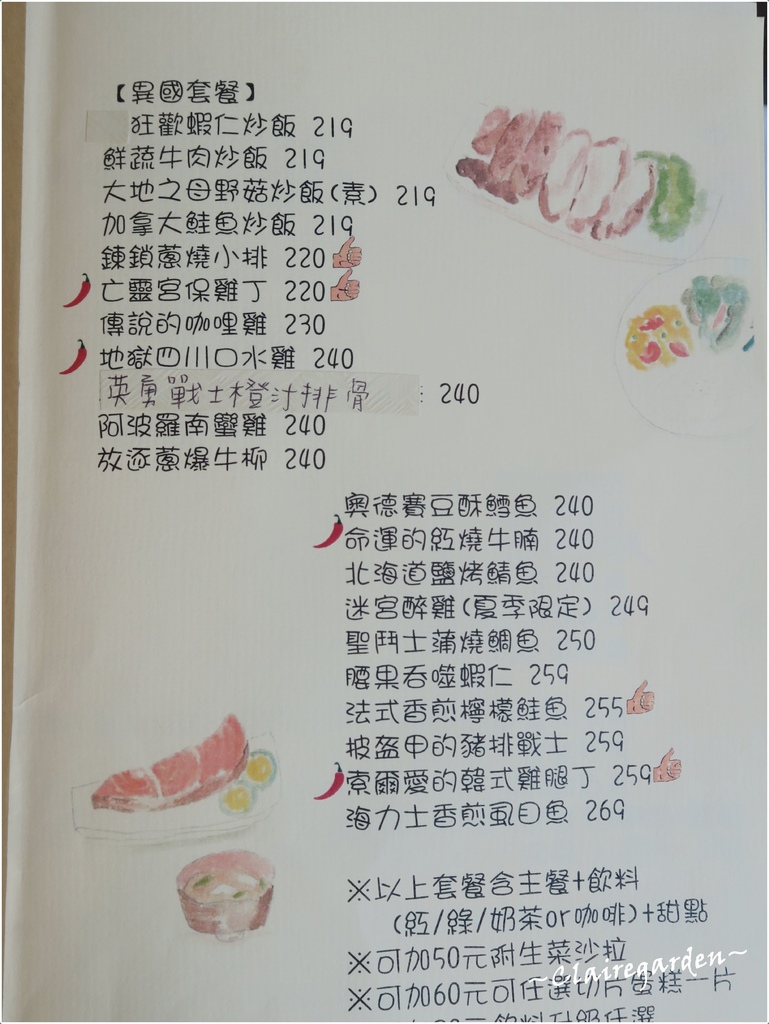 【異國套餐】
狂歡蝦仁炒飯 219
鮮蔬牛肉炒飯 219
大地之母野菇炒飯(素) 219
加拿大鮭魚炒飯 219
鍊鎖蔥燒小排 220
亡靈宮保雞丁 220
傳說的咖哩雞 230
地獄四川口水雞 240
英勇戰士橙汁排骨 240
阿波羅南蠻雞 240
放逐蔥爆牛柳 240
奧德賽豆酥鱈魚 240
命運的紅燒牛腩 240
北海道鹽烤鯖魚 240
迷宮醉雞(夏季限定) 249
聖鬥士蒲燒鯛魚 250
腰果吞噬蝦仁 259
法式香煎檸檬鮭魚 255
披盔甲的豬排戰士 259
索爾愛的韓式雞腿丁 259
海力士香煎虱目魚 269
※以上套餐含主餐+飲料
(紅/綠/奶茶or咖啡)+甜點
※可加50元附生菜沙拉
※可加60元可任選切片蛋糕一片
飲料升級任選
~Clairegarden~